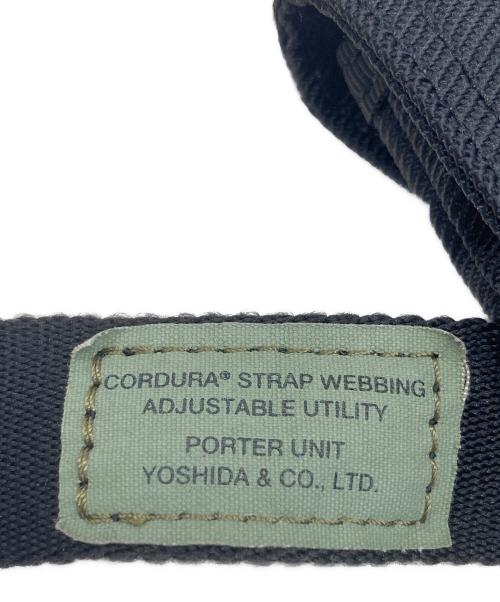 CORDURA® STRAP WEBBING
ADJUSTABLE UTILITY
PORTER UNIT
YOSHIDA & CO., LTD.